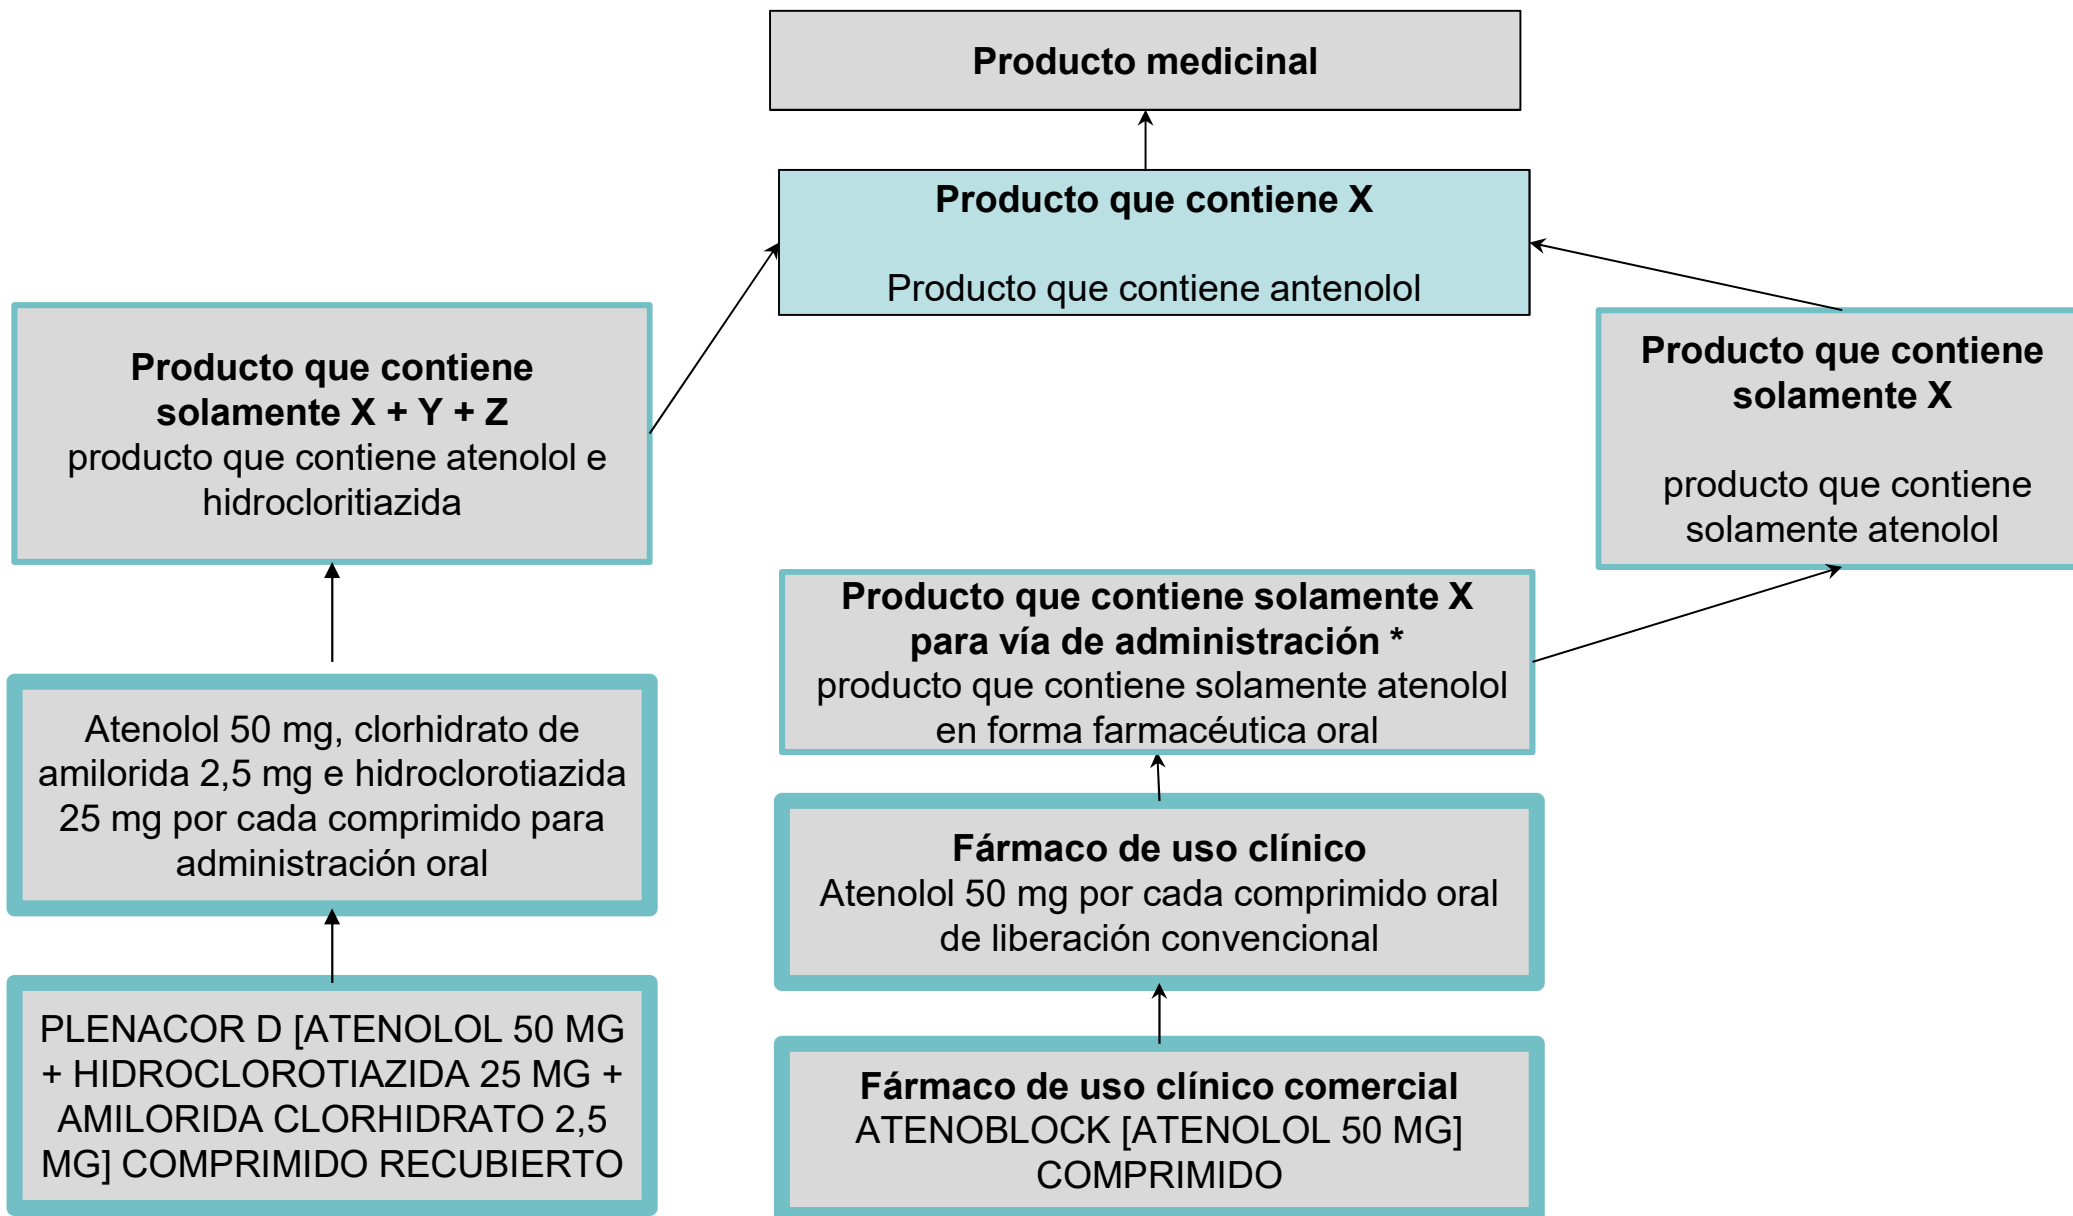 Producto medicinal
Producto que contiene X
Producto que contiene antenolol
Producto que contiene
solamente X + Y + Z
producto que contiene atenolol e
hidrocloritiazida
Producto que contiene
solamente X
producto que contiene
solamente atenolol
Producto que contiene solamente X
para vía de administración *
producto que contiene solamente atenolol
en forma farmacéutica oral
Atenolol 50 mg, clorhidrato de
amilorida 2,5 mg e hidroclorotiazida
25 mg por cada comprimido para
administración oral
Fármaco de uso clínico
Atenolol 50 mg por cada comprimido oral
de liberación convencional
PLENACOR D [ATENOLOL 50 MG
+ HIDROCLOROTIAZIDA 25 MG +
AMILORIDA CLORHIDRATO 2,5
MG] COMPRIMIDO RECUBIERTO
Fármaco de uso clínico comercial
ATENOBLOCK [ATENOLOL 50 MG]
COMPRIMIDO